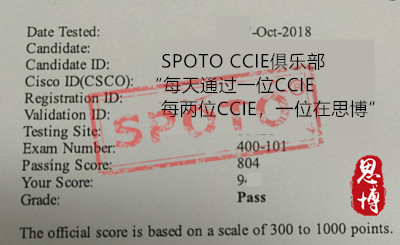 Date Tested: -Oct-2018
Candidate:
Candidate ID:
SPOTO CCIE俱乐部
Cisco ID(CSCO):
“每天通过一位CCIE
Registration ID:
每两位CCIE，一位在思博”
Validation ID:
Testing Site:
SPOTO
Exam Number: 400-101
Passing Score: 804
Your Score: 9
Grade: Pass
思博
The official score is based on a scale of 300 to 1000 points.